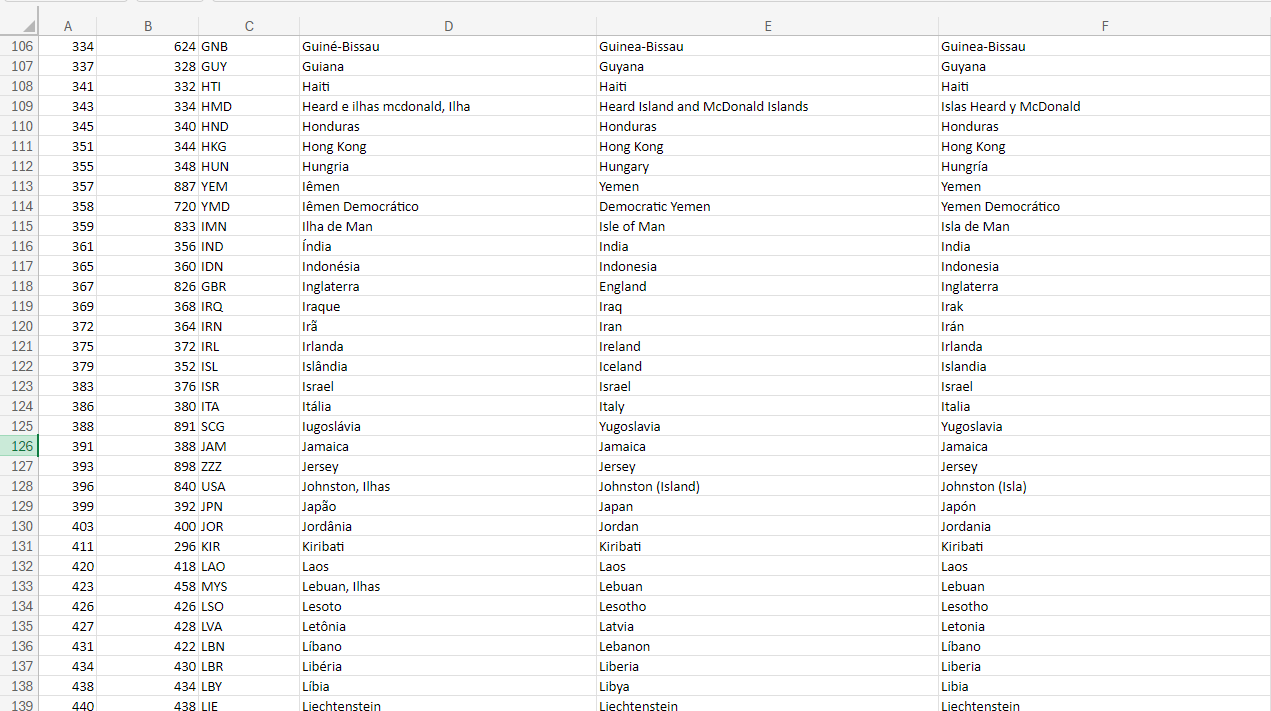 A B C D E F
106 334 624 GNB Guiné-Bissau Guinea-Bissau Guinea-Bissau
107 337 328 GUY Guiana Guyana Guyana
108 341 332 HTI Haiti Haiti Haiti
109 343 334 HMD Heard e ilhas mcdonald, Ilha Heard Island and McDonald Islands Islas Heard y McDonald
110 345 340 HND Honduras Honduras Honduras
111 351 344 HKG Hong Kong Hong Kong Hong Kong
112 355 348 HUN Hungria Hungary Hungría
113 357 887 YEM Iêmen Yemen Yemen
114 358 720 YMD Iêmen Democrático Democratic Yemen Yemen Democrático
115 359 833 IMN Ilha de Man Isle of Man Isla de Man
116 361 356 IND Índia India India
117 365 360 IDN Indonésia Indonesia Indonesia
118 367 826 GBR Inglaterra England Inglaterra
119 369 368 IRQ Iraque Iraq Irak
120 372 364 IRN Irã Iran Irán
121 375 372 IRL Irlanda Ireland Irlanda
122 379 352 ISL Islândia Iceland Islandia
123 383 376 ISR Israel Israel Israel
124 386 380 ITA Itália Italy Italia
125 388 891 SCG Iugoslávia Yugoslavia Yugoslavia
126 391 388 JAM Jamaica Jamaica Jamaica
127 393 898 ZZZ Jersey Jersey Jersey
128 396 840 USA Johnston, Ilhas Johnston (Island) Johnston (Isla)
129 399 392 JPN Japão Japan Japón
130 403 400 JOR Jordânia Jordan Jordania
131 411 296 KIR Kiribati Kiribati Kiribati
132 420 418 LAO Laos Laos Laos
133 423 458 MYS Lebuan, Ilhas Lebuan Lebuan
134 426 426 LSO Lesoto Lesotho Lesotho
135 427 428 LVA Letônia Latvia Letonia
136 431 422 LBN Líbano Lebanon Líbano
137 434 430 LBR Libéria Liberia Liberia
138 438 434 LBY Líbia Libya Libia
139 440 438 LIE Liechtenstein Liechtenstein Liechtenstein